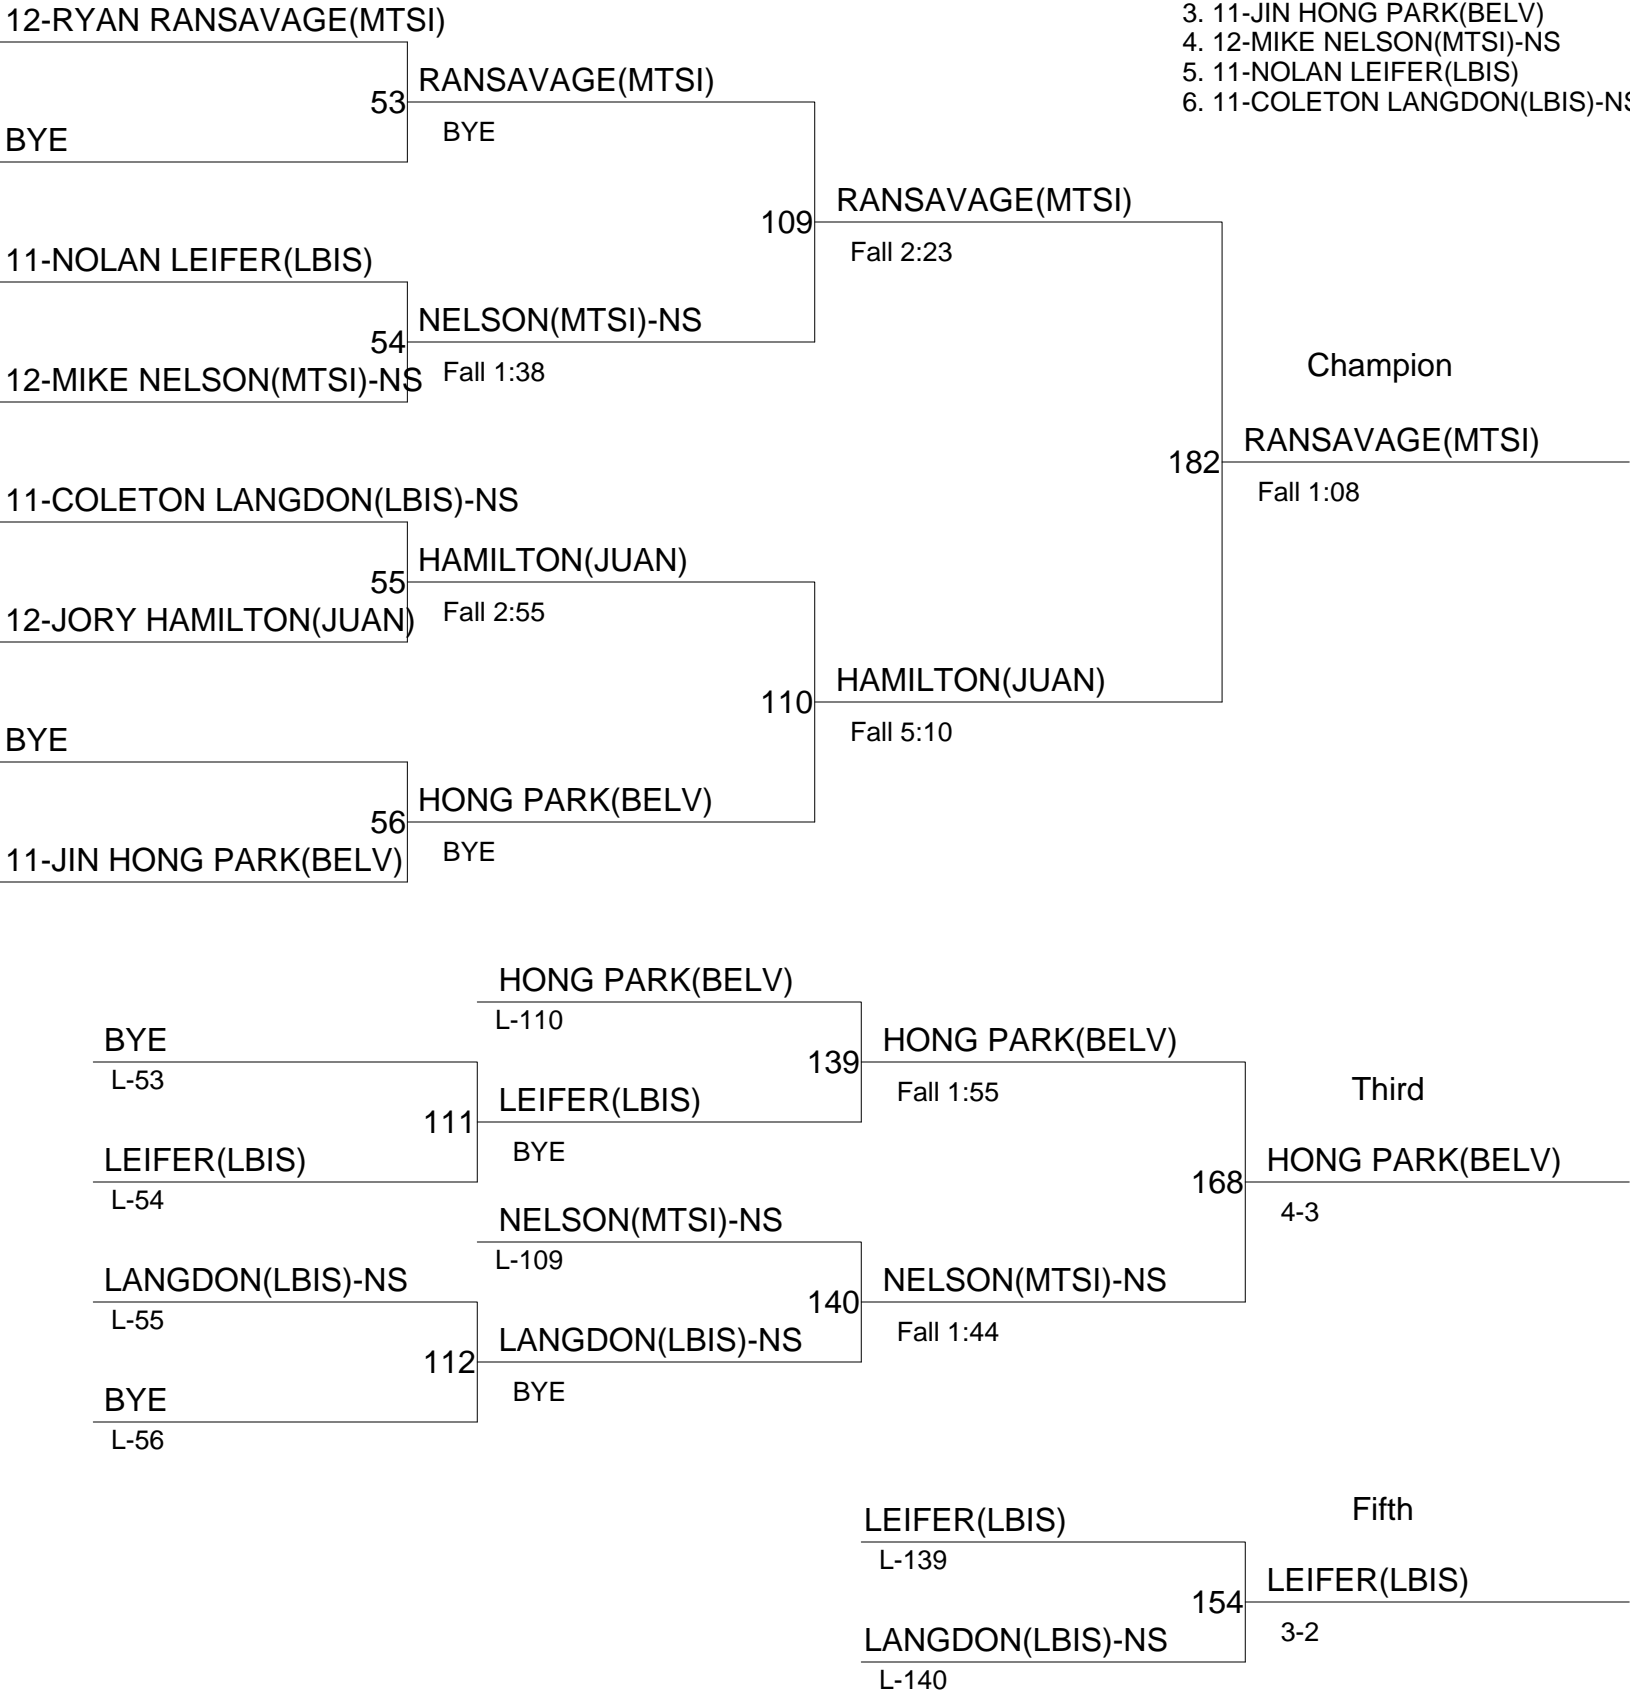 12-RYAN RANSAVAGE(MTSI)
3. 11-JIN HONG PARK(BELV)
4. 12-MIKE NELSON(MTSI)-NS
5. 11-NOLAN LEIFER(LBIS)
6. 11-COLETON LANGDON(LBIS)-NS
RANSAVAGE(MTSI)
53
BYE
BYE
RANSAVAGE(MTSI)
109
Fall 2:23
11-NOLAN LEIFER(LBIS)
NELSON(MTSI)-NS
54
Fall 1:38
12-MIKE NELSON(MTSI)-NS
Champion
RANSAVAGE(MTSI)
182
Fall 1:08
11-COLETON LANGDON(LBIS)-NS
HAMILTON(JUAN)
55
Fall 2:55
12-JORY HAMILTON(JUAN)
HAMILTON(JUAN)
110
Fall 5:10
BYE
HONG PARK(BELV)
56
BYE
11-JIN HONG PARK(BELV)
HONG PARK(BELV)
L-110
BYE
L-53
HONG PARK(BELV)
139
Fall 1:55
LEIFER(LBIS)
111
BYE
Third
LEIFER(LBIS)
L-54
HONG PARK(BELV)
168
4-3
NELSON(MTSI)-NS
L-109
LANGDON(LBIS)-NS
L-55
NELSON(MTSI)-NS
140
Fall 1:44
LANGDON(LBIS)-NS
112
BYE
BYE
L-56
Fifth
LEIFER(LBIS)
L-139
LEIFER(LBIS)
154
3-2
LANGDON(LBIS)-NS
L-140